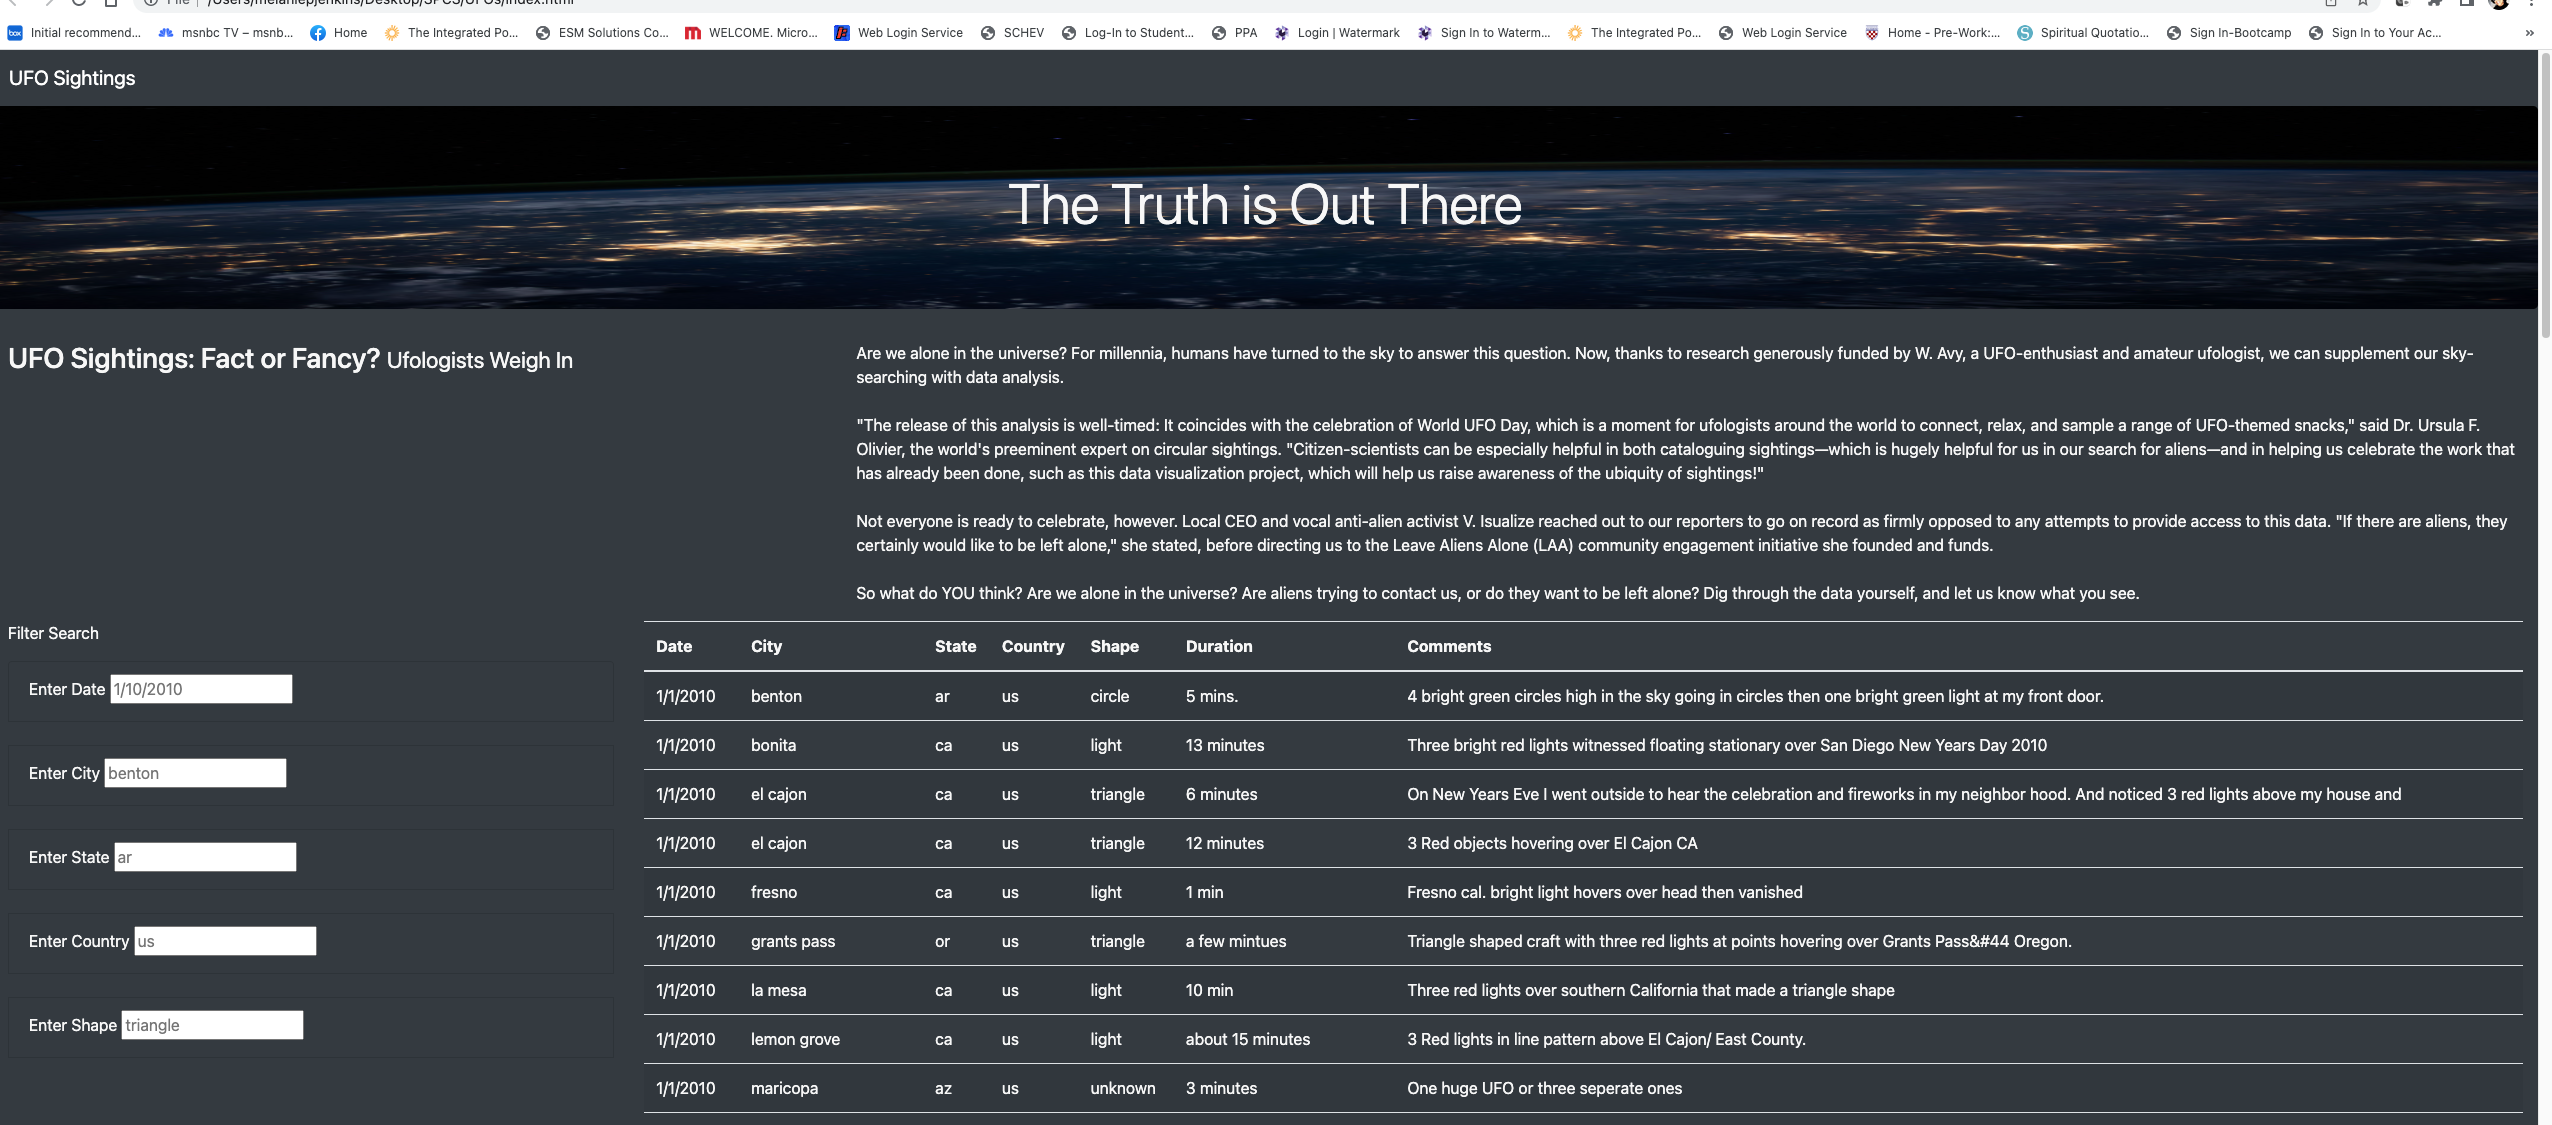 File | /Users/melaniepjenkins/Desktop/SPCS/UFOs/index.html
Initial recommend... msnbc TV – msnb... Home The Integrated Po... ESM Solutions Co... WELCOME. Micro... Web Login Service SCHEV Log-In to Student... PPA Login | Watermark Sign In to Waterm... The Integrated Po... Web Login Service Home - Pre-Work:... Spiritual Quotatio... Sign In-Bootcamp Sign In to Your Ac... »
UFO Sightings
The Truth is Out There
UFO Sightings: Fact or Fancy? Ufologists Weigh In
Are we alone in the universe? For millennia, humans have turned to the sky to answer this question. Now, thanks to research generously funded by W. Avy, a UFO-enthusiast and amateur ufologist, we can supplement our sky-
searching with data analysis.
"The release of this analysis is well-timed: It coincides with the celebration of World UFO Day, which is a moment for ufologists around the world to connect, relax, and sample a range of UFO-themed snacks," said Dr. Ursula F.
Olivier, the world's preeminent expert on circular sightings. "Citizen-scientists can be especially helpful in both cataloguing sightings—which is hugely helpful for us in our search for aliens—and in helping us celebrate the work that
has already been done, such as this data visualization project, which will help us raise awareness of the ubiquity of sightings!"
Not everyone is ready to celebrate, however. Local CEO and vocal anti-alien activist V. Isualize reached out to our reporters to go on record as firmly opposed to any attempts to provide access to this data. "If there are aliens, they
certainly would like to be left alone," she stated, before directing us to the Leave Aliens Alone (LAA) community engagement initiative she founded and funds.
So what do YOU think? Are we alone in the universe? Are aliens trying to contact us, or do they want to be left alone? Dig through the data yourself, and let us know what you see.
Filter Search
Enter Date 1/10/2010
Enter City benton
Enter State ar
Enter Country us
Enter Shape triangle
Date City State Country Shape Duration Comments
1/1/2010 benton ar us circle 5 mins. 4 bright green circles high in the sky going in circles then one bright green light at my front door.
1/1/2010 bonita ca us light 13 minutes Three bright red lights witnessed floating stationary over San Diego New Years Day 2010
1/1/2010 el cajon ca us triangle 6 minutes On New Years Eve I went outside to hear the celebration and fireworks in my neighbor hood. And noticed 3 red lights above my house and
1/1/2010 el cajon ca us triangle 12 minutes 3 Red objects hovering over El Cajon CA
1/1/2010 fresno ca us light 1 min Fresno cal. bright light hovers over head then vanished
1/1/2010 grants pass or us triangle a few mintues Triangle shaped craft with three red lights at points hovering over Grants Pass&#44 Oregon.
1/1/2010 la mesa ca us light 10 min Three red lights over southern California that made a triangle shape
1/1/2010 lemon grove ca us light about 15 minutes 3 Red lights in line pattern above El Cajon/ East County.
1/1/2010 maricopa az us unknown 3 minutes One huge UFO or three seperate ones